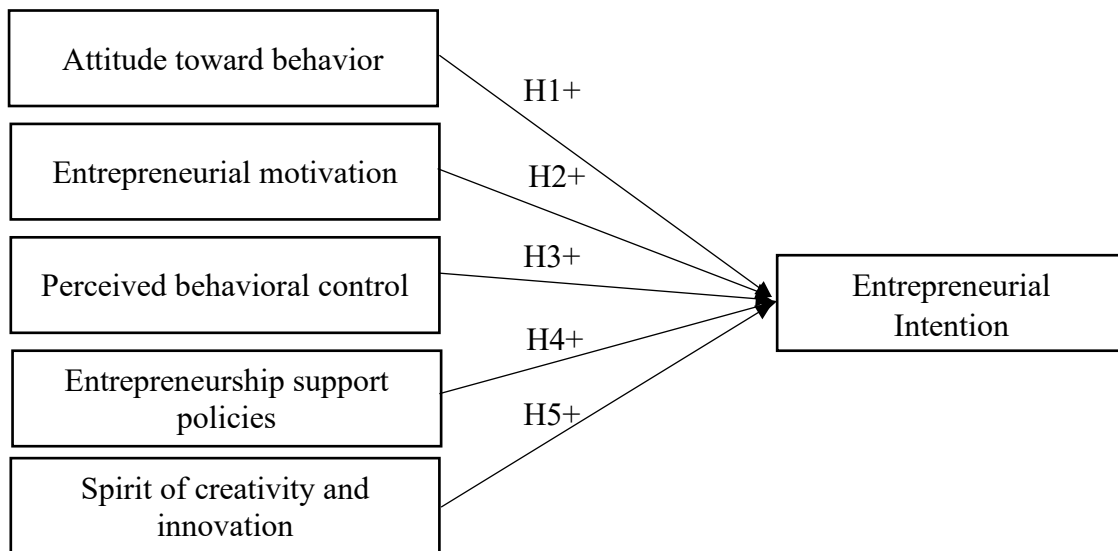 Attitude toward behavior
H1+
Entrepreneurial motivation
H2+
Perceived behavioral control
H3+
Entrepreneurship support
policies
H4+
Spirit of creativity and
innovation
H5+
Entrepreneurial
Intention